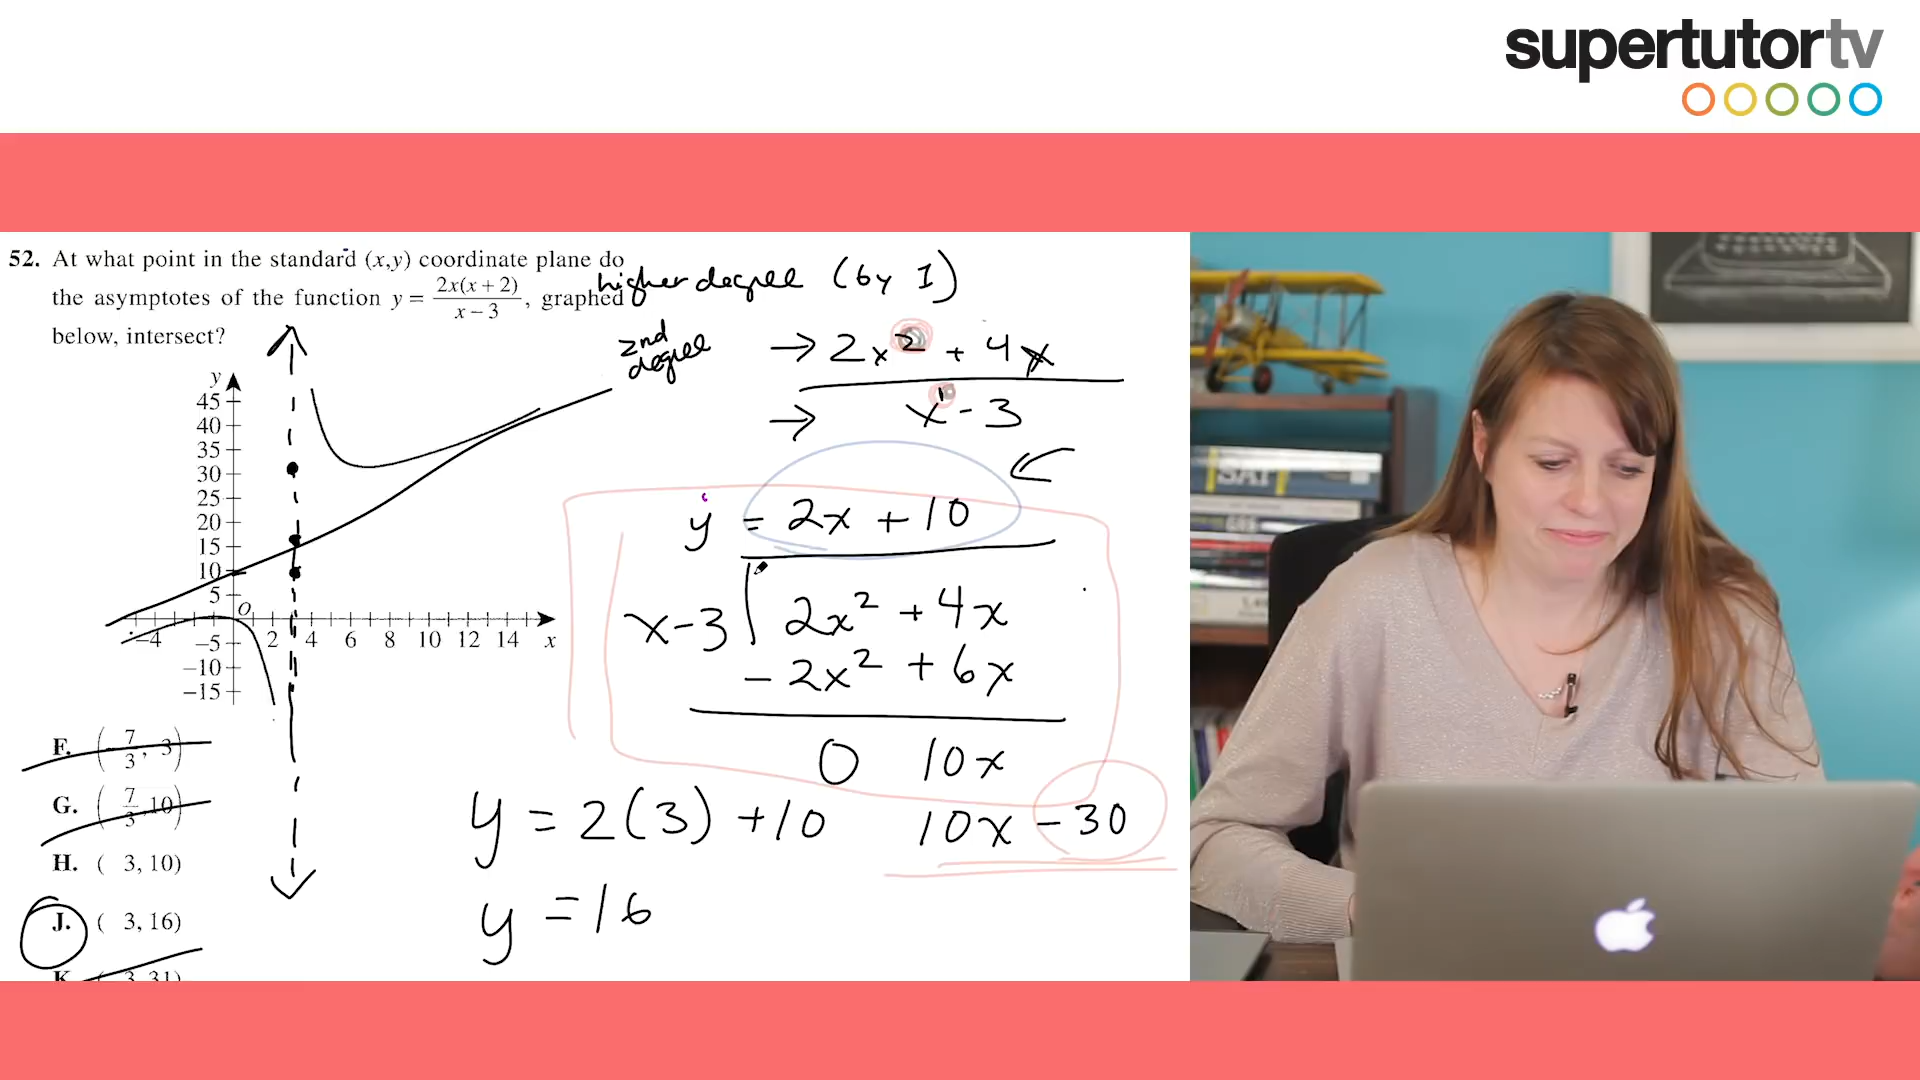 supertutortv
52. At what point in the standard (x,y) coordinate plane do
the asymptotes of the function y = 2x(x + 2) / x − 3, graphed
below, intersect?
higher degree (by 1)
2nd
degree
→ 2x² + 4x
→ x¹ - 3
y
45
40
35
30
25
20
15
10
5
O
−5
−10
−15
−4 2 4 6 8 10 12 14 x
y = 2x + 10
x-3 2x² + 4x
- 2x² + 6x
0 10x
10x - 30
y = 2(3) + 10
y = 16
F. (− 7/3, 3)
G. ( 7/3, 10)
H. ( 3, 10)
J. ( 3, 16)
K. ( 3, 31)
SAT